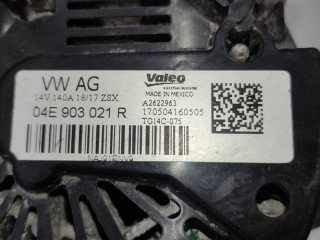 VW AG
14V 140A 18/17 ZSX
04E 903 021 R
Valeo
MADE IN MEXICO
A2622963
170504160505
TG14C-075